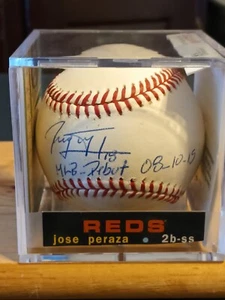 MLB-Debut 08-10-15
REDS
jose peraza • 2b-ss